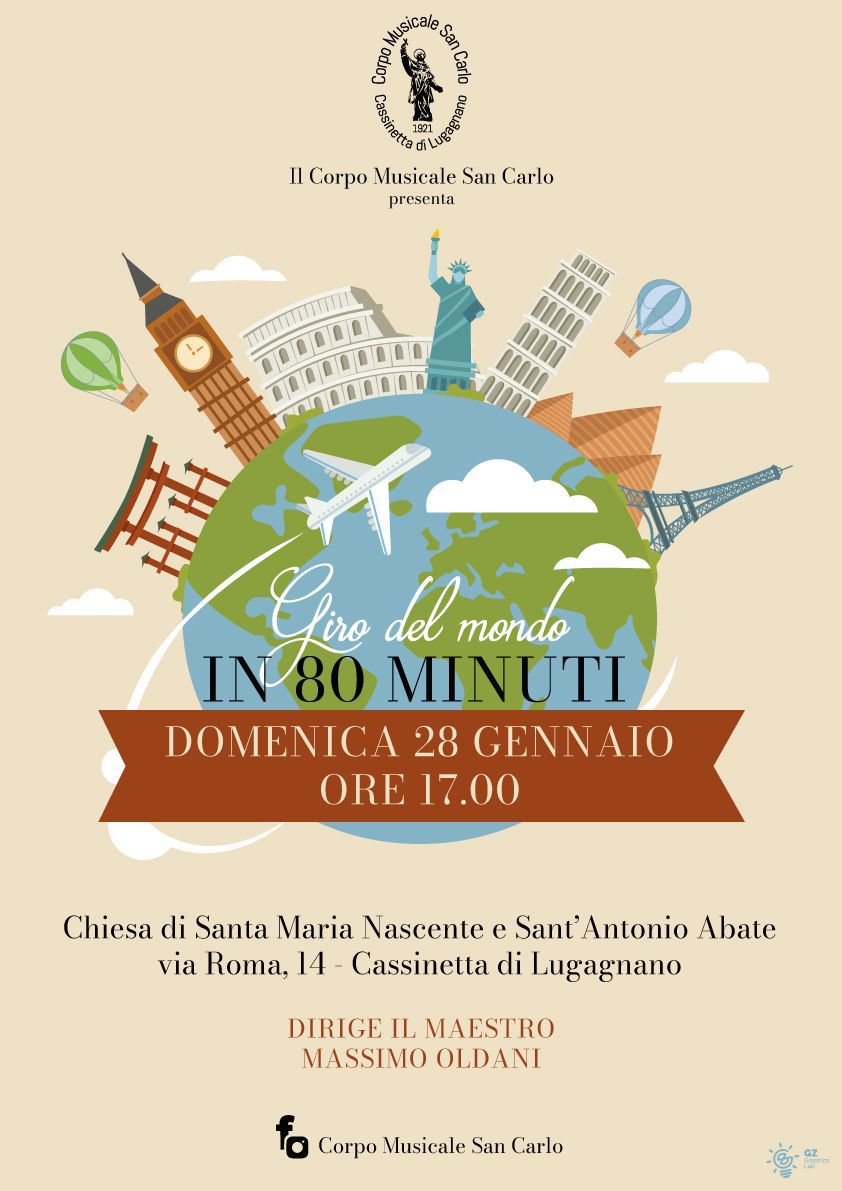 Corpo Musicale San Carlo
Cassinetta di Lugagnano
1921
Il Corpo Musicale San Carlo
presenta
Giro del mondo
IN 80 MINUTI
DOMENICA 28 GENNAIO
ORE 17.00
Chiesa di Santa Maria Nascente e Sant'Antonio Abate
via Roma, 14 - Cassinetta di Lugagnano
DIRIGE IL MAESTRO
MASSIMO OLDANI
Corpo Musicale San Carlo
GZ
Graphics
Lab